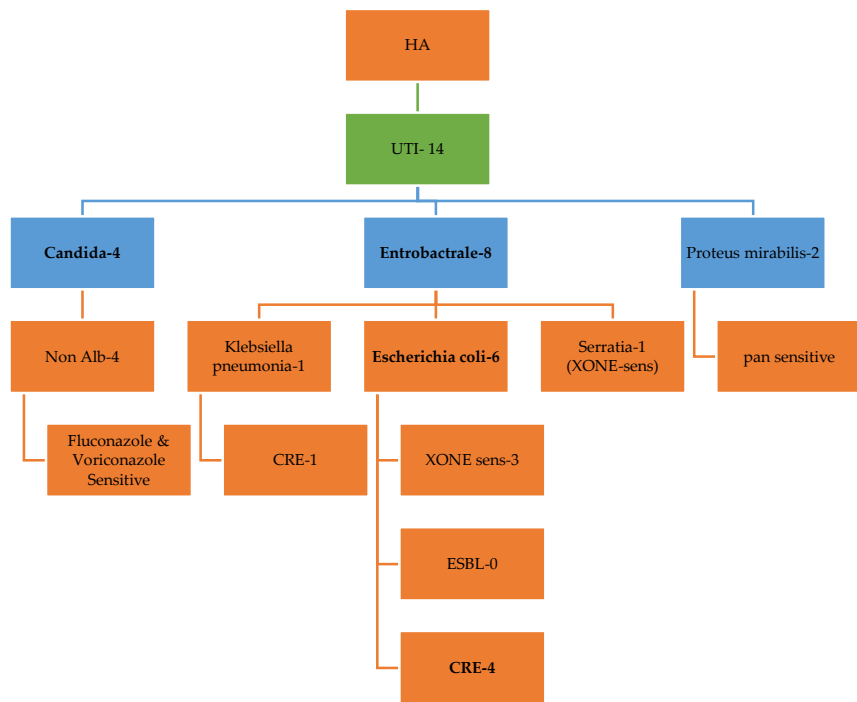 HA
UTI- 14
Candida-4
Entrobactrale-8
Proteus mirabilis-2
Non Alb-4
Klebsiella
pneumonia-1
Escherichia coli-6
Serratia-1
(XONE-sens)
pan sensitive
Fluconazole &
Voriconazole
Sensitive
CRE-1
XONE sens-3
ESBL-0
CRE-4